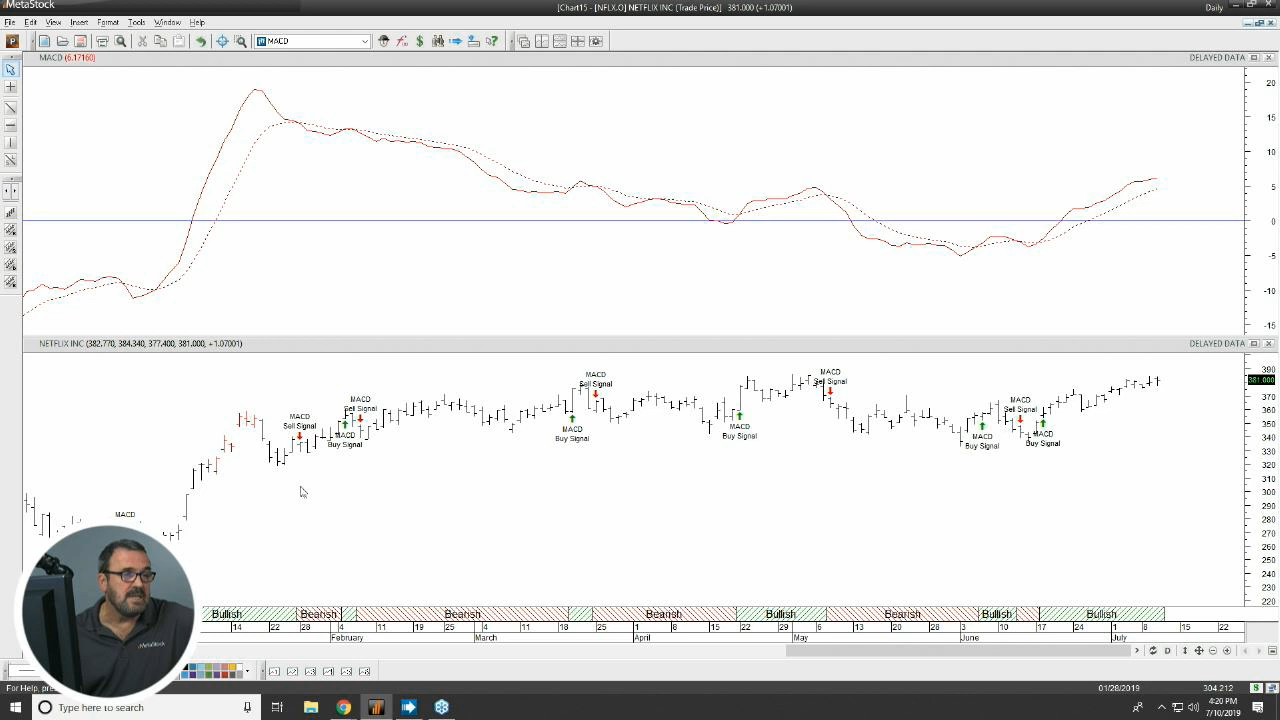 MetaStock
[Chart15 - [NFLX.O] NETFLIX INC (Trade Price)]   381.000 (+1.07001)
Daily
File Edit View Insert Format Tools Window Help
MACD
MACD (6.17160)
DELAYED DATA
20
15
10
5
0
-5
-10
-15
NETFLIX INC (382.770, 384.340, 377.400, 381.000, +1.07001)
DELAYED DATA
390
381.000
370
360
350
340
330
320
310
300
290
280
270
260
250
240
230
220
MACD
Sell Signal
MACD
Sell Signal
MACD
Buy Signal
MACD
Sell Signal
MACD
Buy Signal
MACD
Buy Signal
MACD
Sell Signal
MACD
Sell Signal
MACD
Buy Signal
MACD
Buy Signal
MACD
Bullish Bearish Bearish Bearish Bullish Bearish Bullish Bullish
14 22 28 4 11 19 25 4 11 18 25 1 8 15 22 29 6 13 20 28 3 10 17 24 1 8 15 22
February March April May June July
MetaStock
For Help, pre
01/28/2019 304.212
Type here to search
4:20 PM
7/10/2019